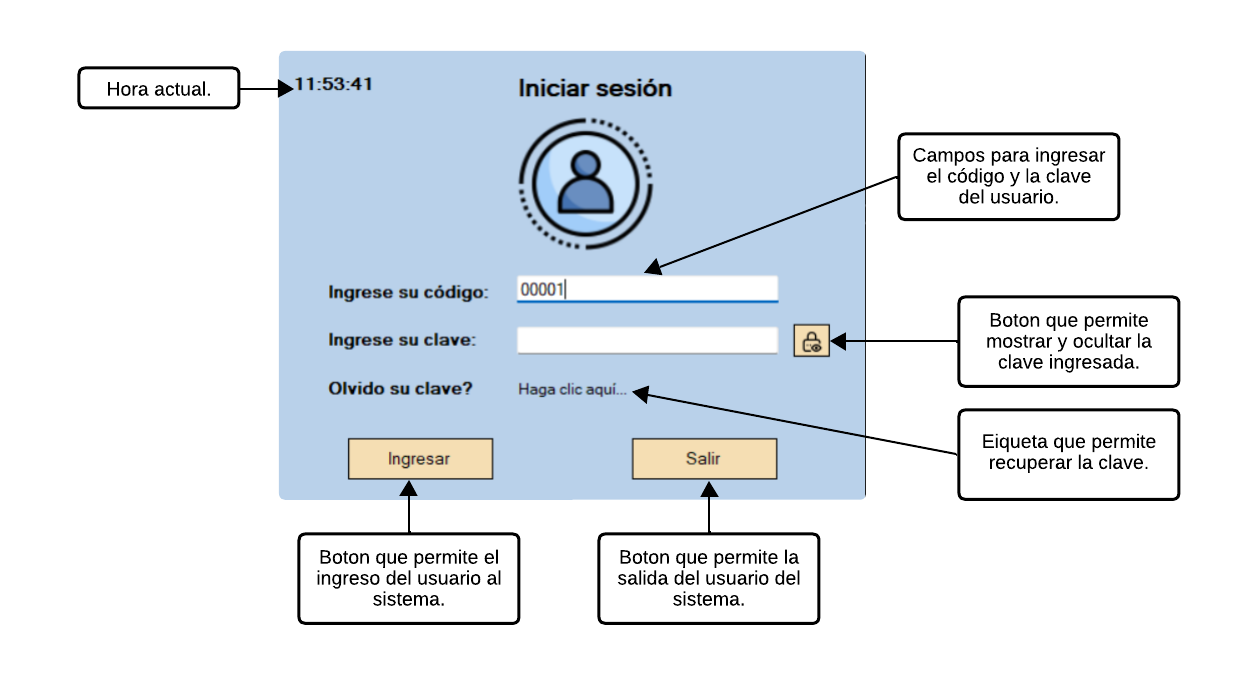 Hora actual.
11:53:41
Iniciar sesión
Campos para ingresar
el código y la clave
del usuario.
Ingrese su código:
00001
Ingrese su clave:
Boton que permite
mostrar y ocultar la
clave ingresada.
Olvido su clave?
Haga clic aquí...
Eiqueta que permite
recuperar la clave.
Ingresar
Salir
Boton que permite el
ingreso del usuario al
sistema.
Boton que permite la
salida del usuario del
sistema.